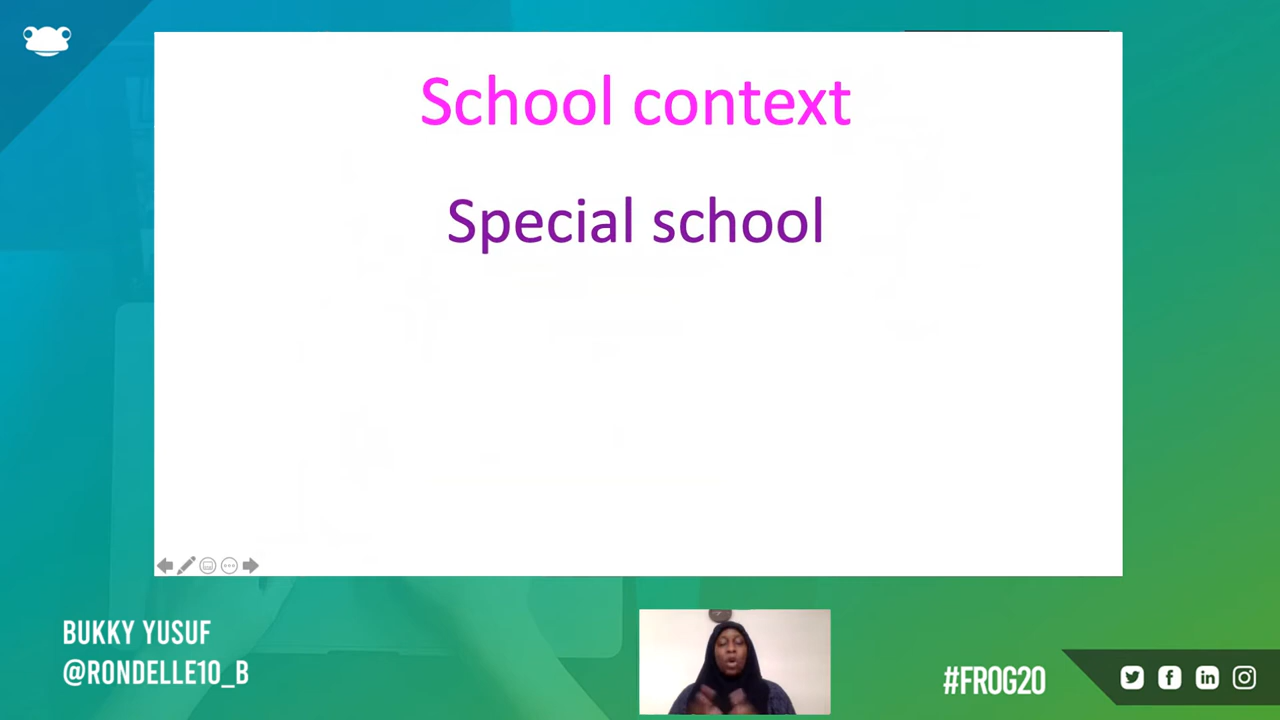 School context
Special school
BUKKY YUSUF
@RONDELLE10_B
#FROG20